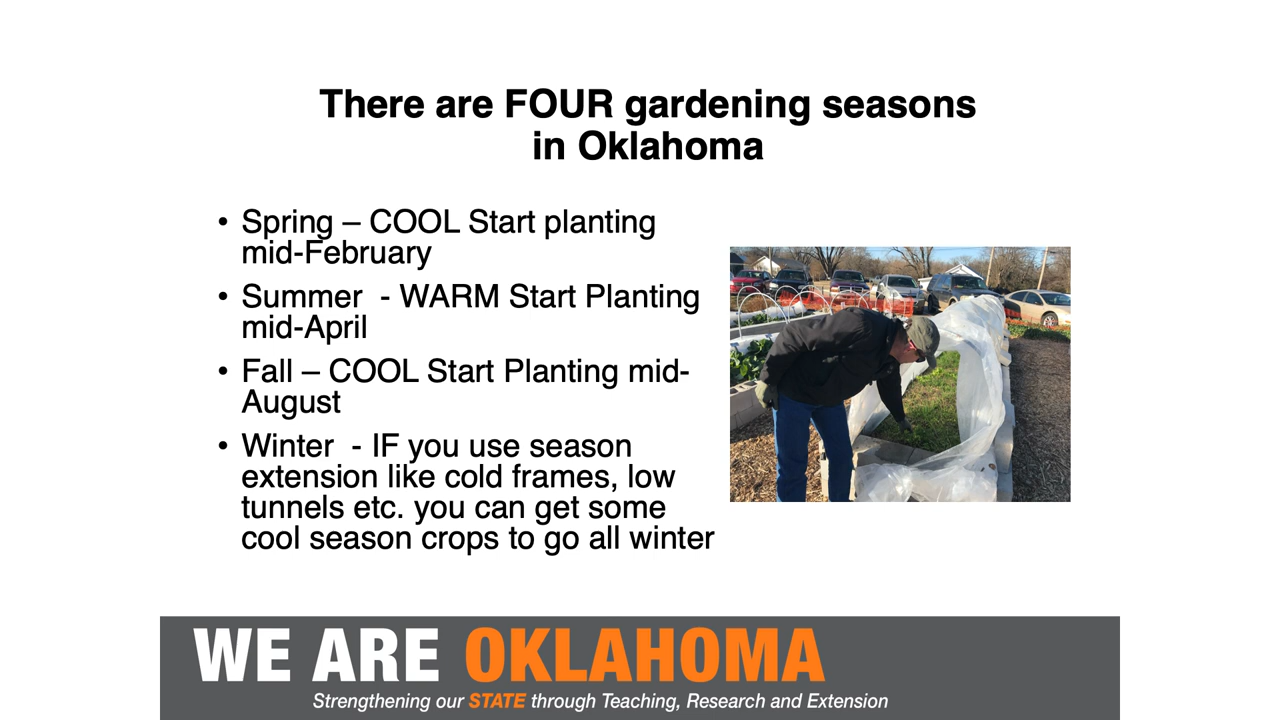 There are FOUR gardening seasons
in Oklahoma
• Spring – COOL Start planting
mid-February
• Summer  - WARM Start Planting
mid-April
• Fall – COOL Start Planting mid-
August
• Winter  - IF you use season
extension like cold frames, low
tunnels etc. you can get some
cool season crops to go all winter
WE ARE OKLAHOMA
Strengthening our STATE through Teaching, Research and Extension